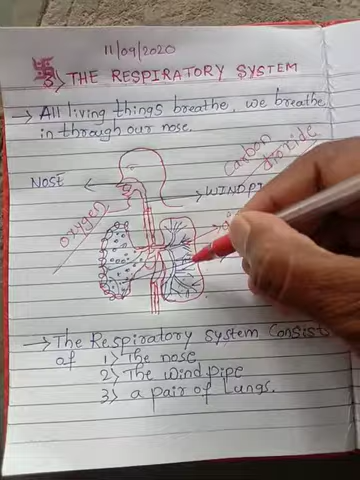 11/09/2020
3) THE RESPIRATORY SYSTEM
→ All living things breathe, we breathe
in through our nose.
Carbon
dioxide
NOSE
WINDPI
oxygen
→ The Respiratory system Consists
of 1) The nose
2) The wind pipe
3) a pair of Lungs.